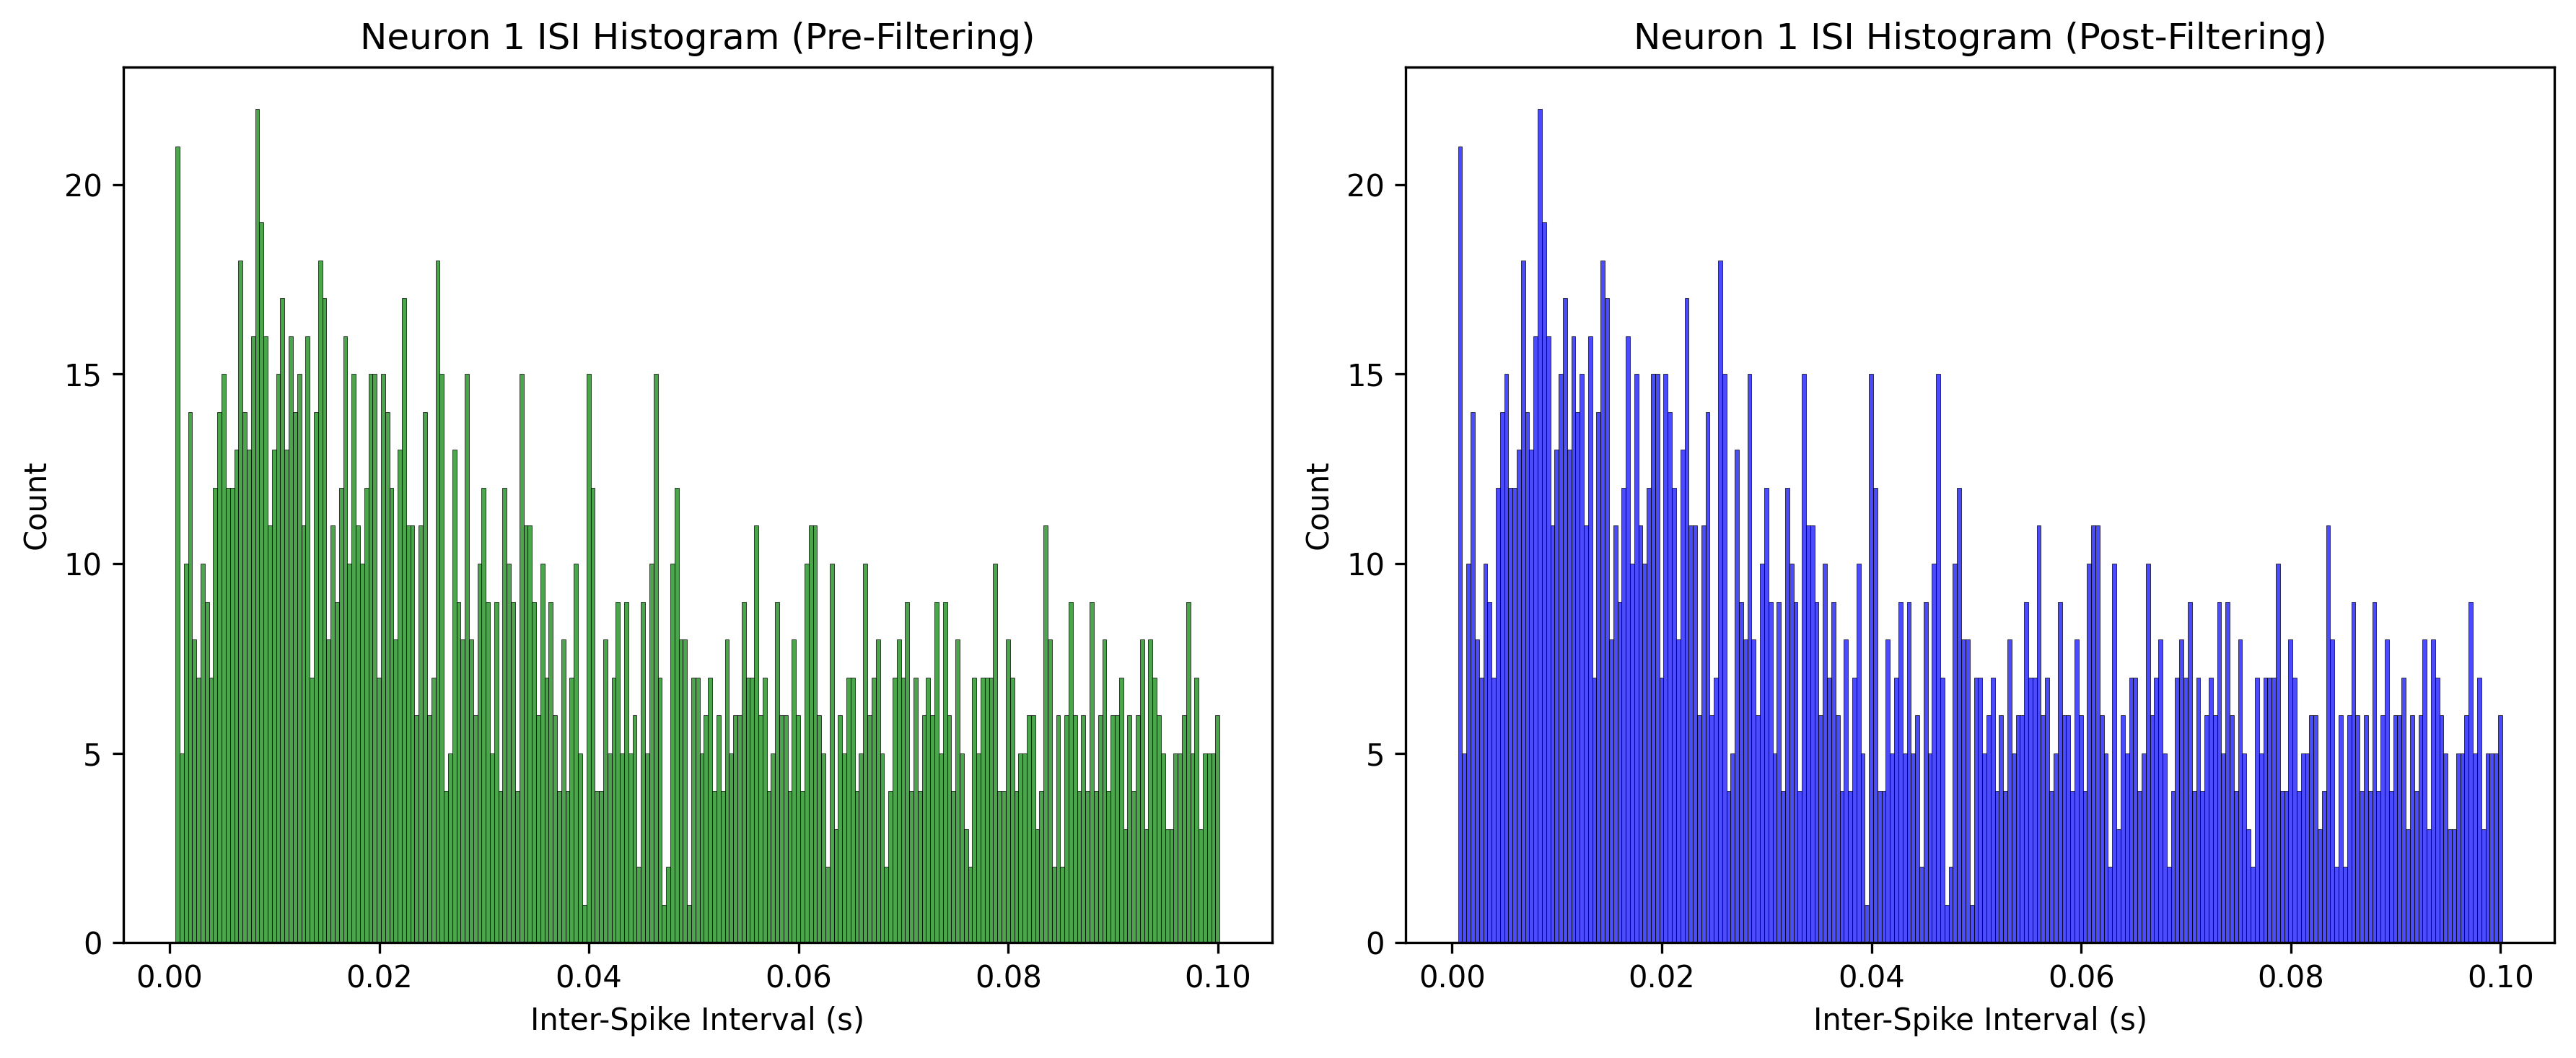 Neuron 1 ISI Histogram (Pre-Filtering)
Count
20
15
10
5
0
0.00 0.02 0.04 0.06 0.08 0.10
Inter-Spike Interval (s)
Neuron 1 ISI Histogram (Post-Filtering)
Count
20
15
10
5
0
0.00 0.02 0.04 0.06 0.08 0.10
Inter-Spike Interval (s)